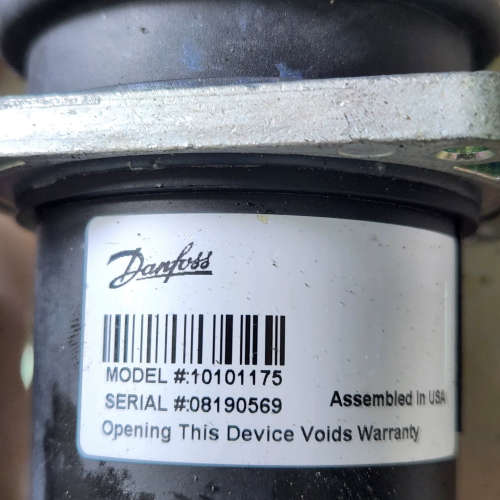 Danfoss
MODEL #:10101175
SERIAL #:08190569
Assembled in USA
Opening This Device Voids Warranty